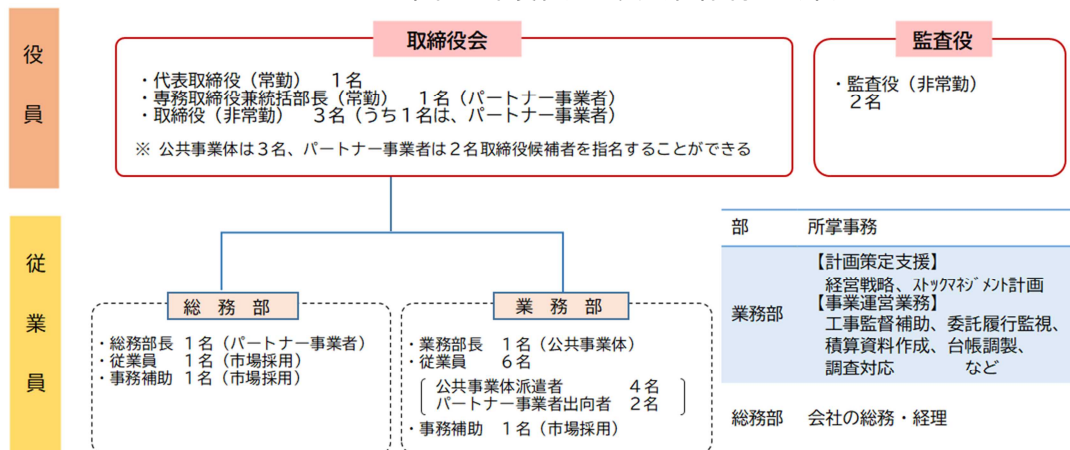 役員
取締役会
・代表取締役（常勤）　１名
・専務取締役兼統括部長（常勤）　１名（パートナー事業者）
・取締役（非常勤）　３名（うち１名は、パートナー事業者）
※ 公共事業体は３名、パートナー事業者は２名取締役候補者を指名することができる
監査役
・監査役（非常勤）
２名
従業員
総務部
・総務部長 １名（パートナー事業者）
・従業員　１名（市場採用）
・事務補助 １名（市場採用）
業務部
・業務部長　１名（公共事業体）
・従業員　　６名
公共事業体派遣者　　４名
パートナー事業者出向者　２名
・事務補助　１名（市場採用）
部　所掌事務
業務部
【計画策定支援】
経営戦略、ｽﾄｯｸﾏﾈｼﾞﾒﾝﾄ計画
【事業運営業務】
工事監督補助、委託履行監視、
積算資料作成、台帳調製、
調査対応　　など
総務部　会社の総務・経理